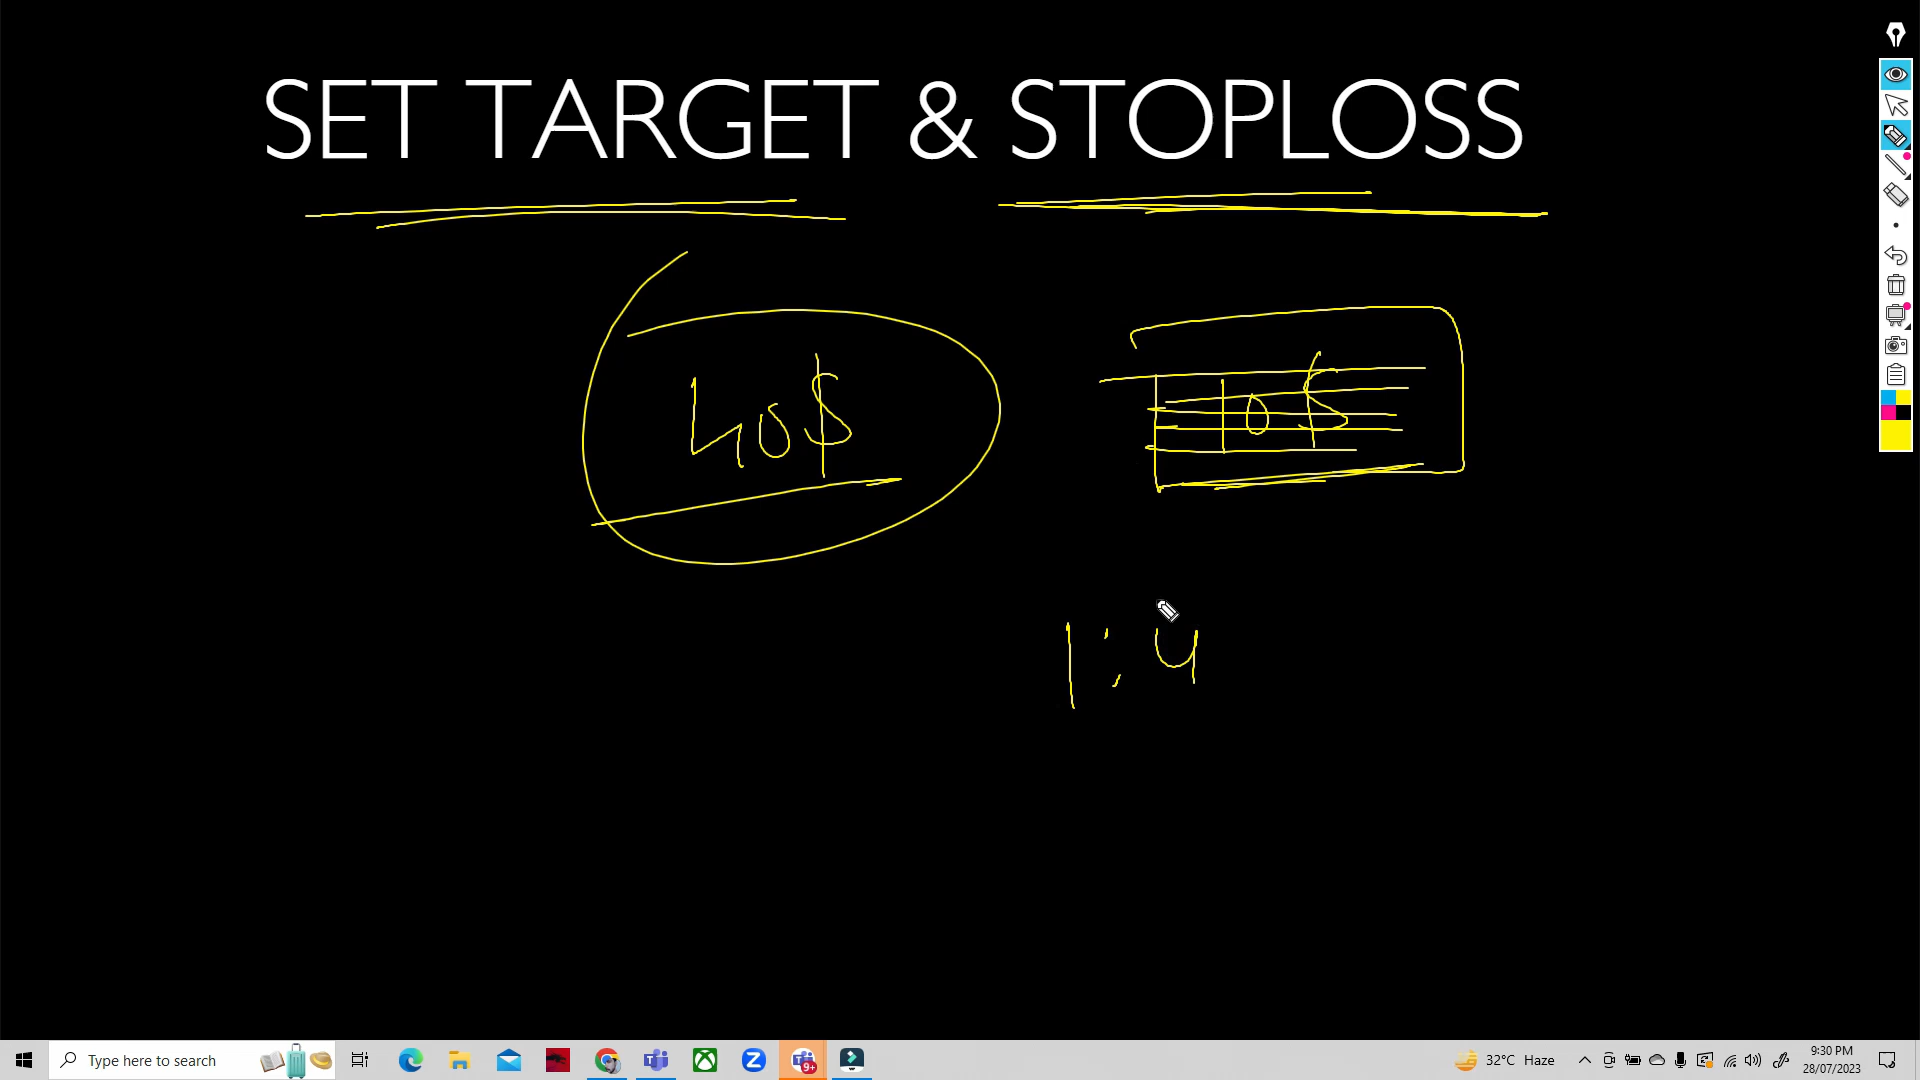 SET TARGET & STOPLOSS
40$
10$
1:4
Type here to search
9+
32°C Haze
9:30 PM
28/07/2023